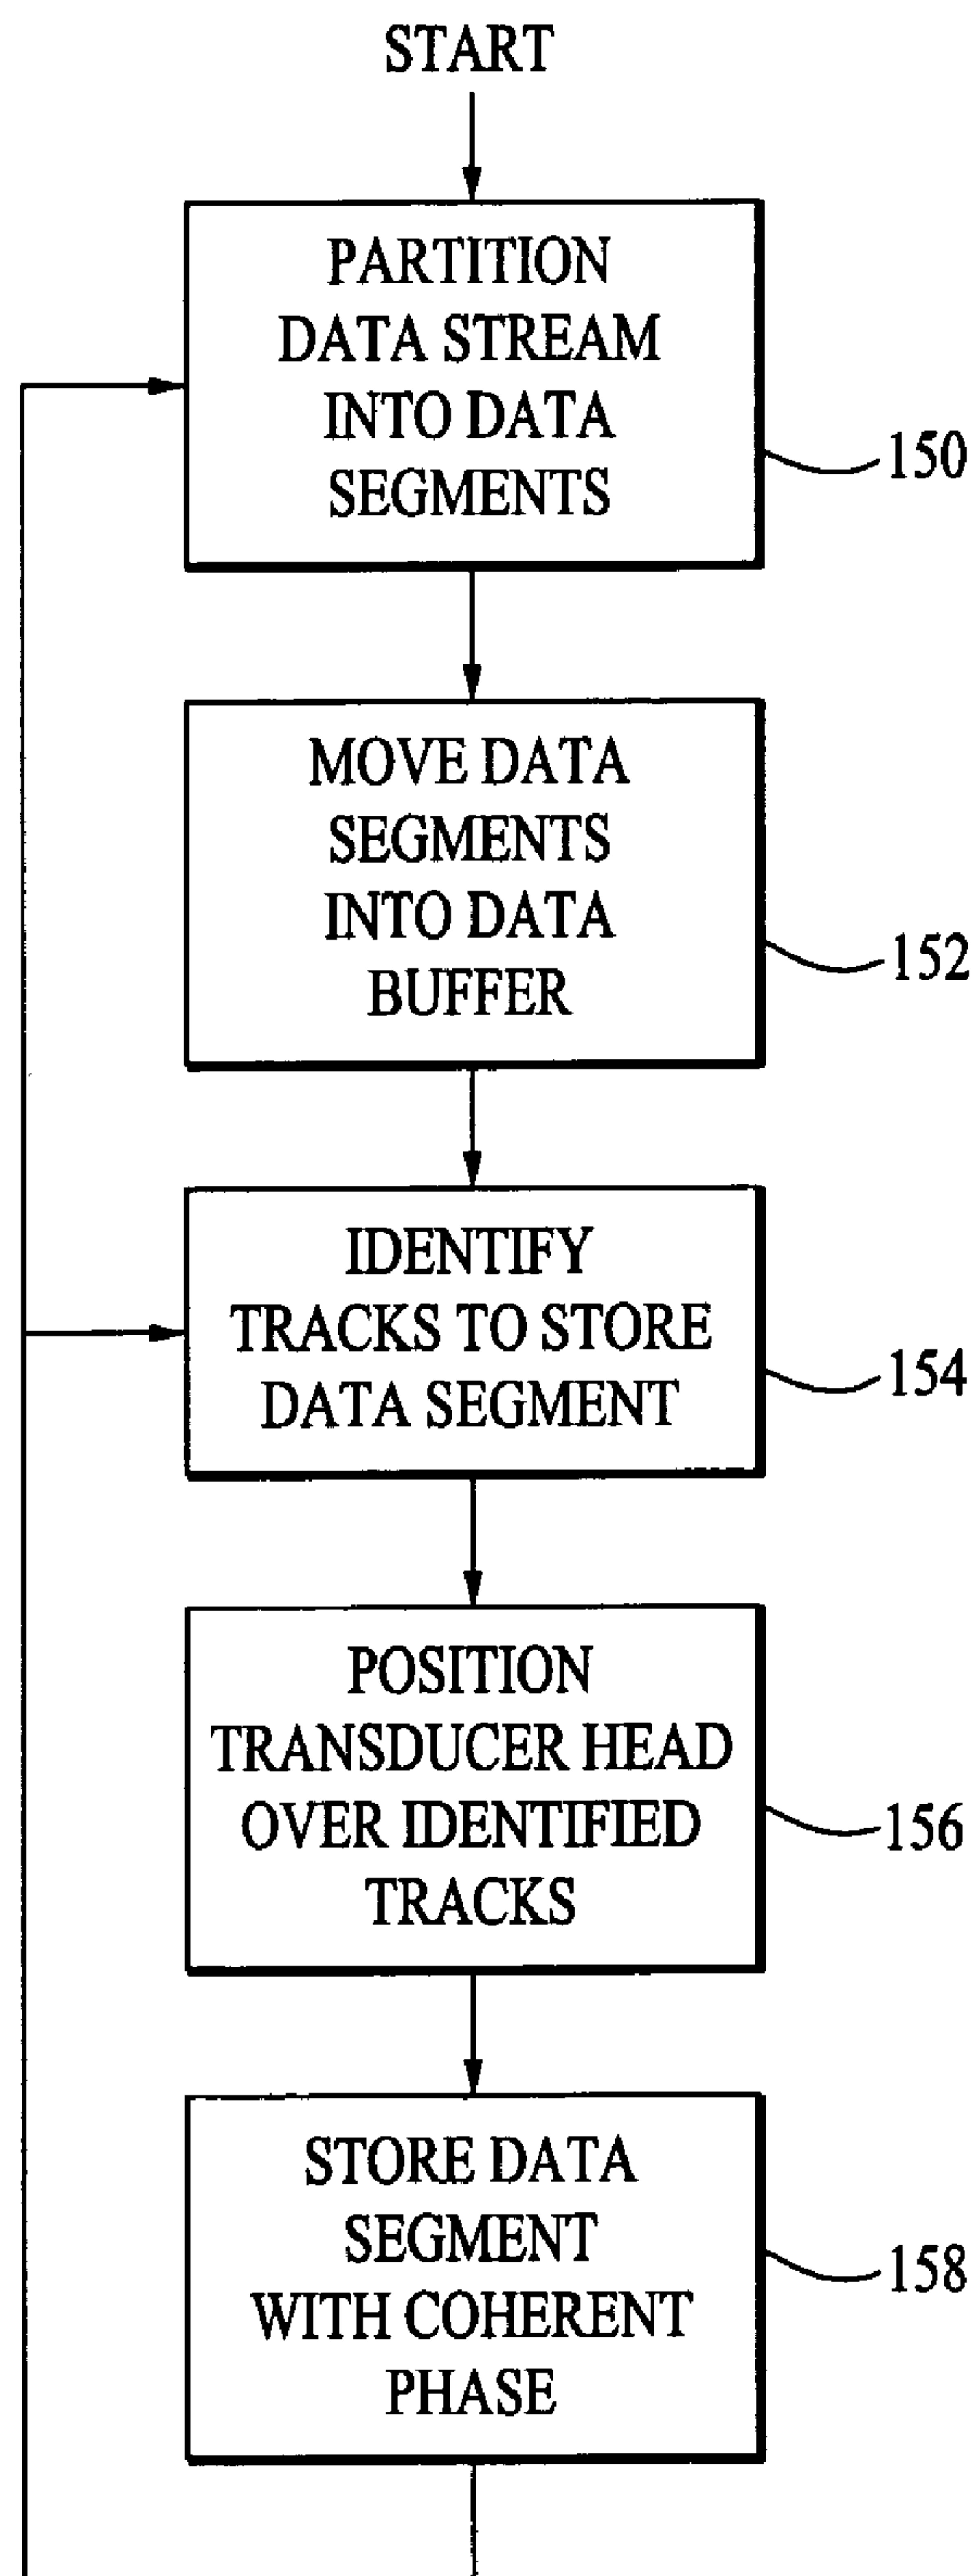 START
PARTITION
DATA STREAM
INTO DATA
SEGMENTS
150
MOVE DATA
SEGMENTS
INTO DATA
BUFFER
152
IDENTIFY
TRACKS TO STORE
DATA SEGMENT
154
POSITION
TRANSDUCER HEAD
OVER IDENTIFIED
TRACKS
156
STORE DATA
SEGMENT
WITH COHERENT
PHASE
158